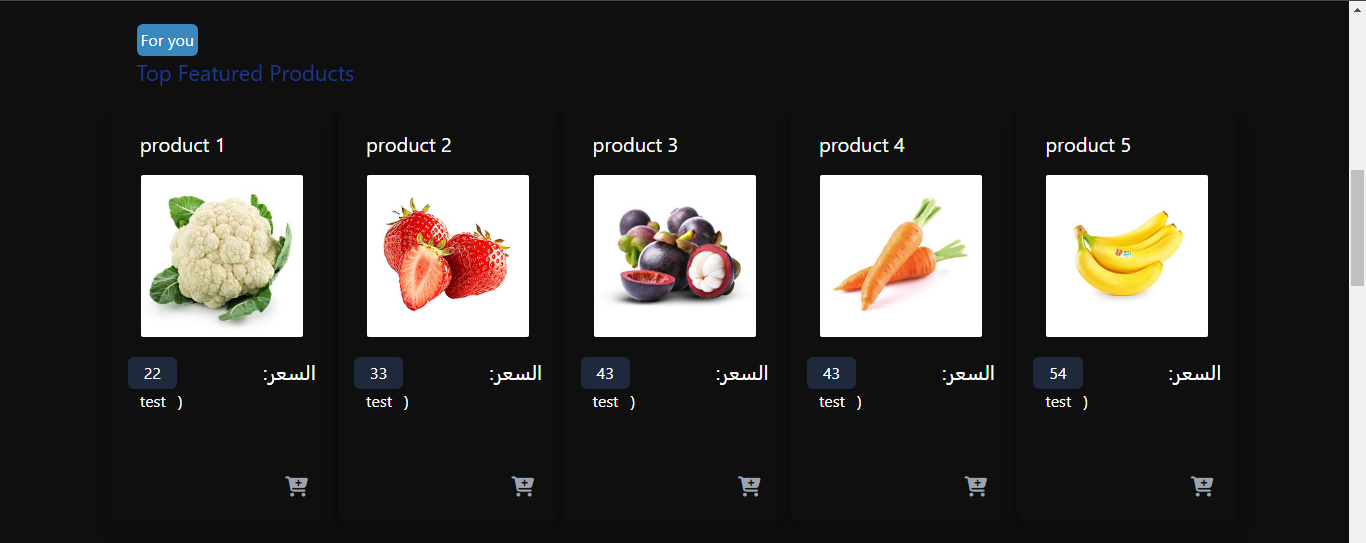 For you
Top Featured Products
product 1
product 2
product 3
product 4
product 5
22 السعر:
33 السعر:
43 السعر:
43 السعر:
54 السعر:
test )
test )
test )
test )
test )